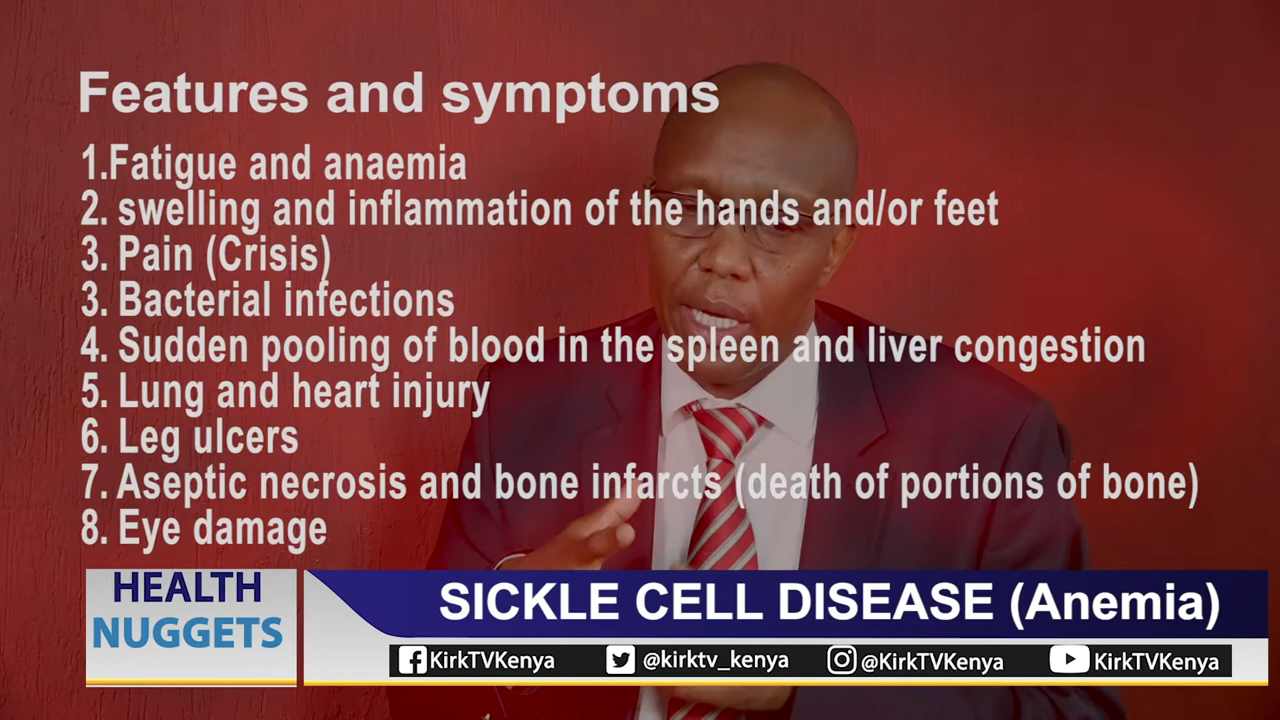 Features and symptoms
1.Fatigue and anaemia
2. swelling and inflammation of the hands and/or feet
3. Pain (Crisis)
3. Bacterial infections
4. Sudden pooling of blood in the spleen and liver congestion
5. Lung and heart injury
6. Leg ulcers
7. Aseptic necrosis and bone infarcts (death of portions of bone)
8. Eye damage
HEALTH
NUGGETS
SICKLE CELL DISEASE (Anemia)
KirkTVKenya @kirktv_kenya @KirkTVKenya KirkTVKenya